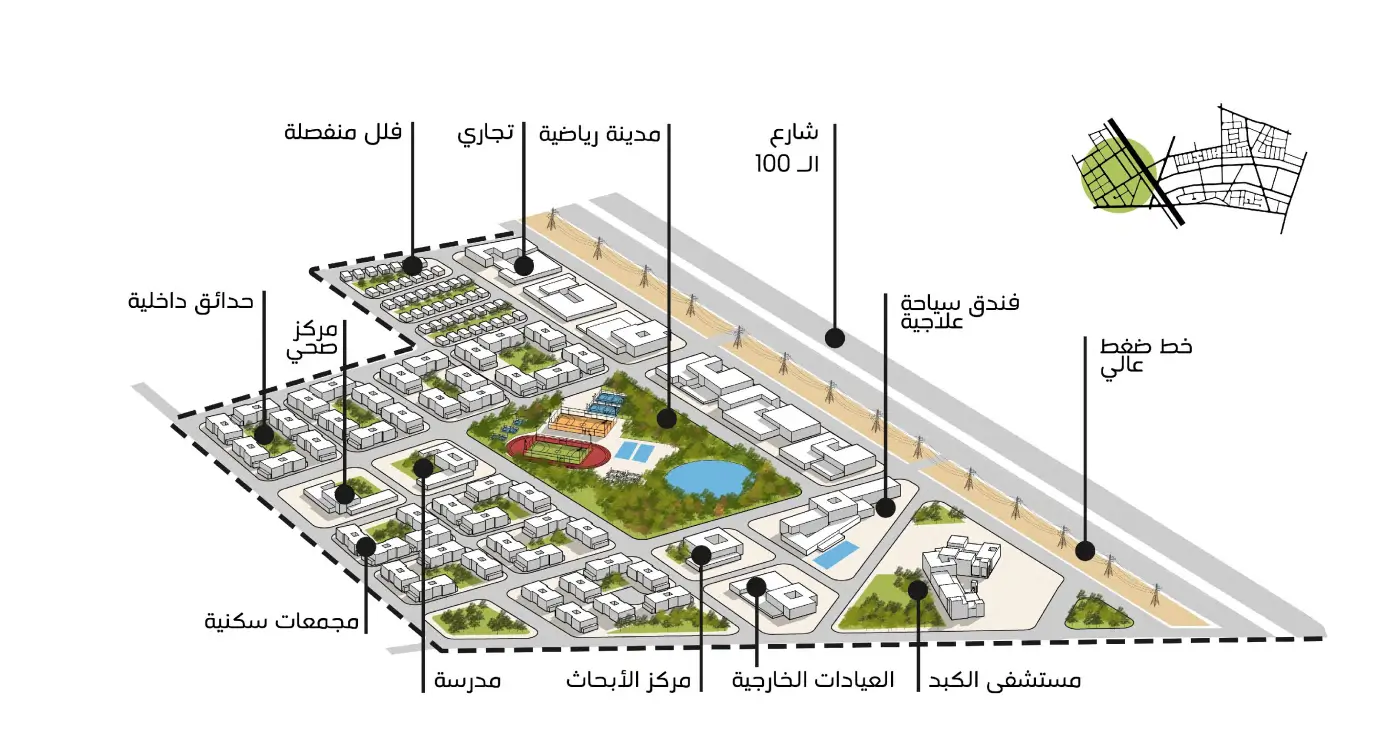 شارع
الـ 100
مدينة رياضية
تجاري
فلل منفصلة
فندق سياحة
علاجية
خط ضغط
عالي
حدائق داخلية
مركز
صحي
مجمعات سكنية
مستشفى الكبد
العيادات الخارجية
مركز الأبحاث
مدرسة